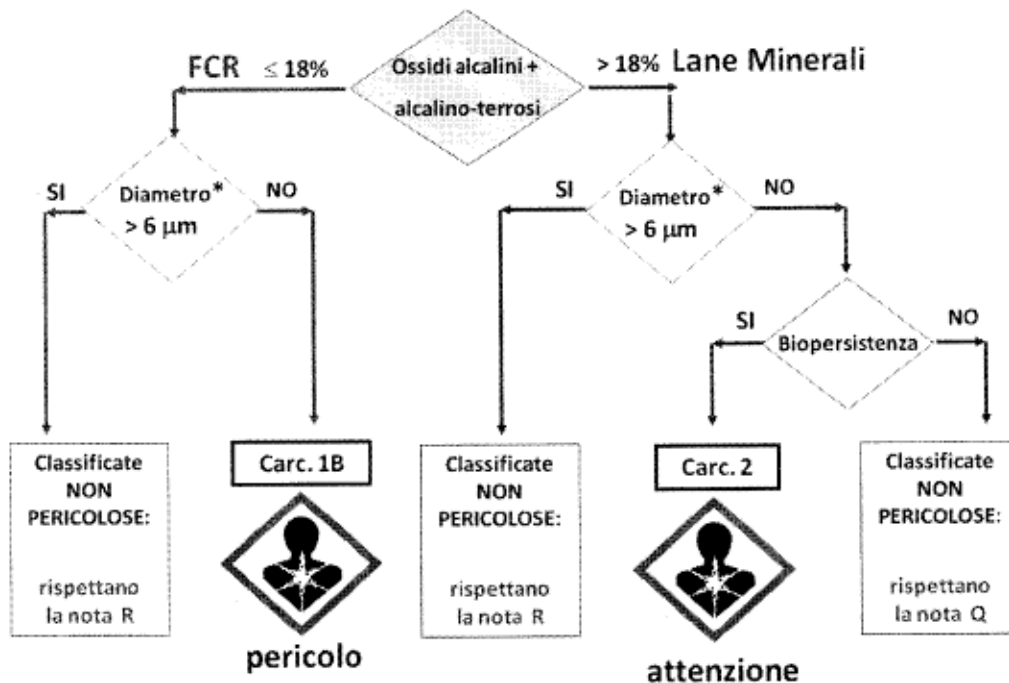 FCR ≤ 18%
Ossidi alcalini +
alcalino-terrosi
> 18% Lane Minerali
SI
Diametro*
> 6 µm
NO
SI
Diametro*
> 6 µm
NO
SI
Biopersistenza
NO
Classificate
NON
PERICOLOSE:
rispettano
la nota R
Carc. 1B
pericolo
Classificate
NON
PERICOLOSE:
rispettano
la nota R
Carc. 2
attenzione
Classificate
NON
PERICOLOSE:
rispettano
la nota Q